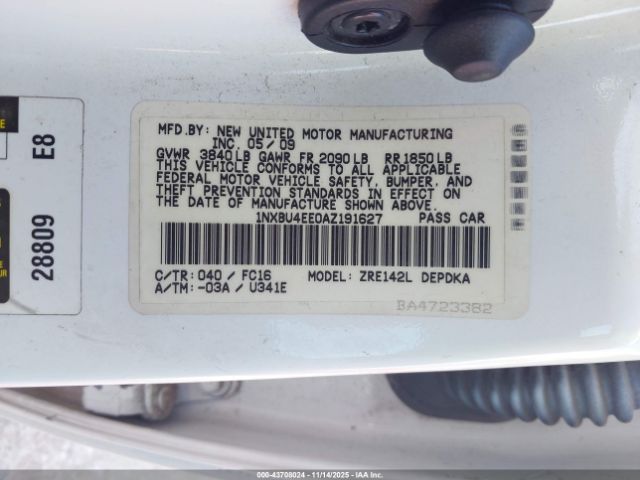 MFD.BY: NEW UNITED MOTOR MANUFACTURING
INC. 05/09
GVWR 3840LB GAWR FR 2090LB RR1850LB
THIS VEHICLE CONFORMS TO ALL APPLICABLE
FEDERAL MOTOR VEHICLE SAFETY, BUMPER, AND
THEFT PREVENTION STANDARDS IN EFFECT ON
THE DATE OF MANUFACTURE SHOWN ABOVE.
1NXBU4EE0AZ191627 PASS CAR
C/TR: 040 / FC16 MODEL: ZRE142L DEPDKA
A/TM: -03A / U341E
BA4723382
28809 E8
000-43708024 - 11/14/2025 - IAAI.COM